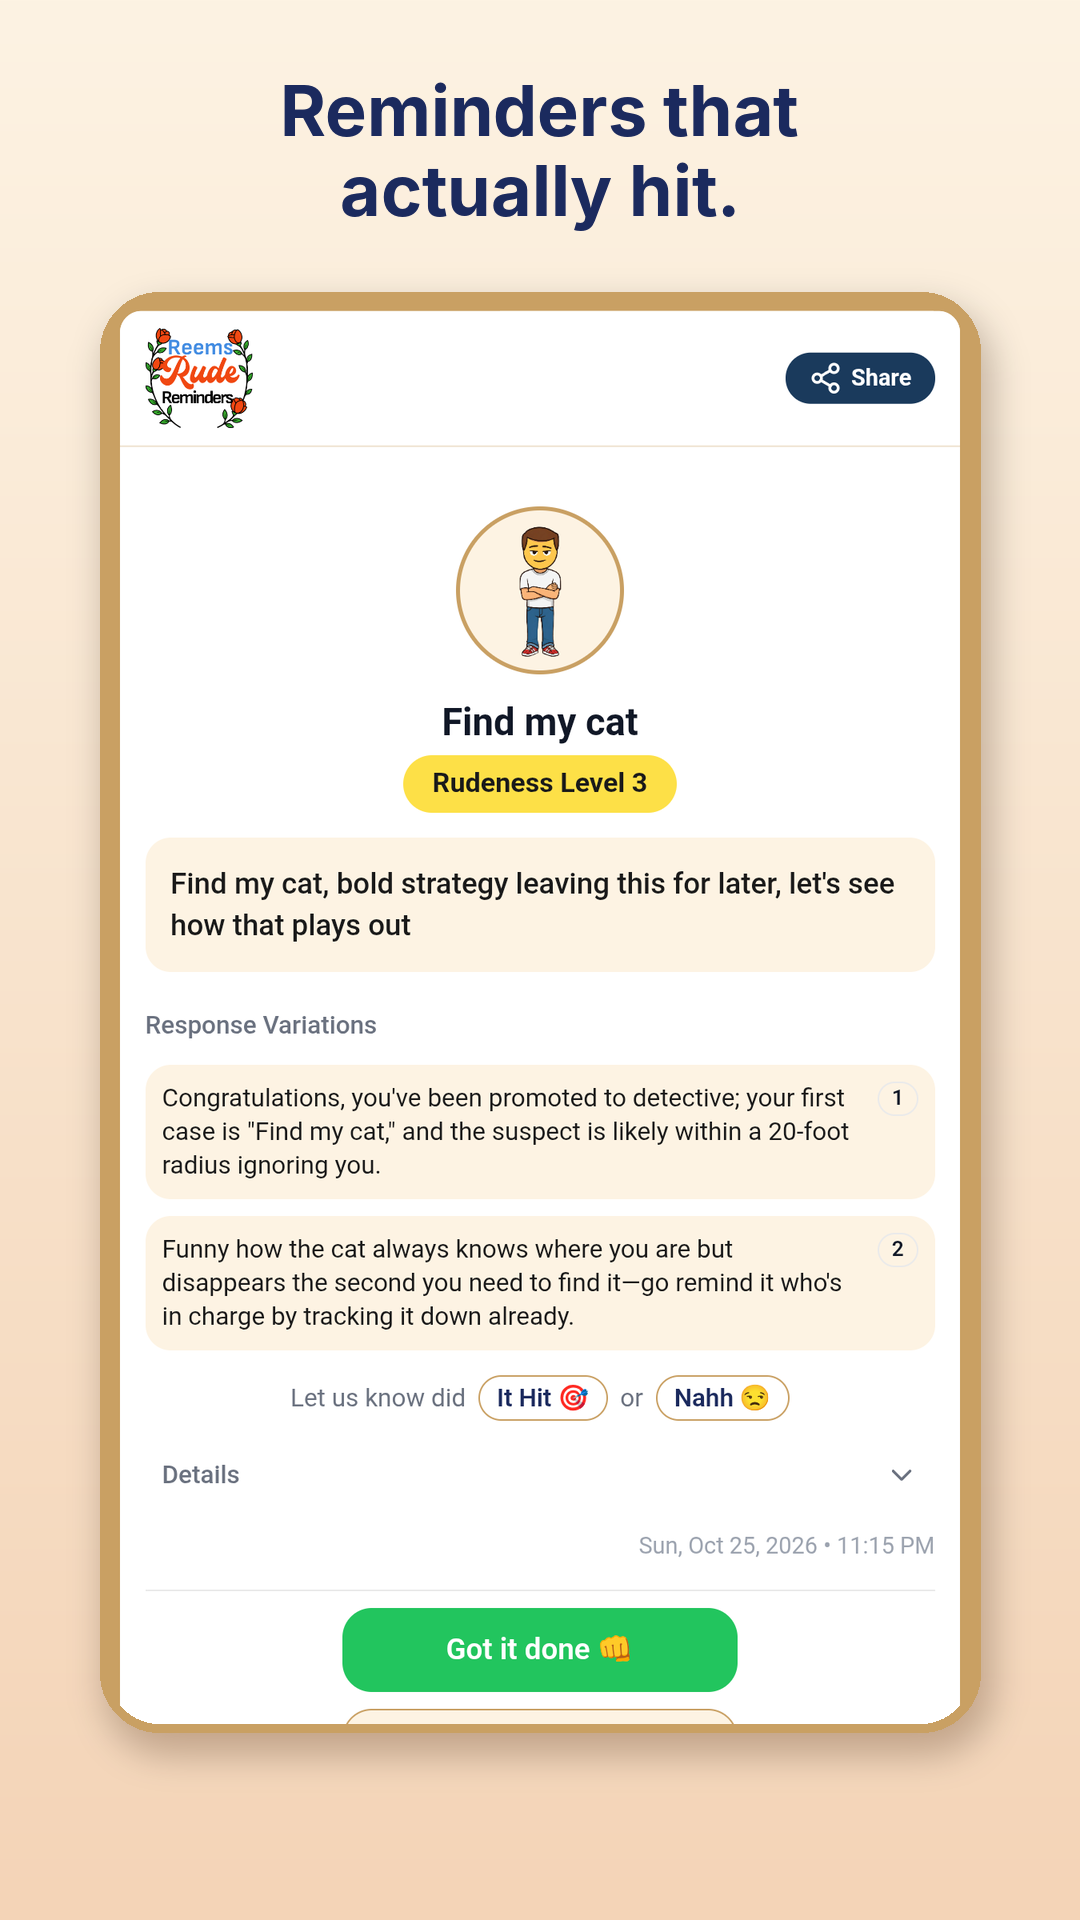 Reminders that
actually hit.
Reems
Rude
Reminders
Share
Find my cat
Rudeness Level 3
Find my cat, bold strategy leaving this for later, let's see
how that plays out
Response Variations
Congratulations, you've been promoted to detective; your first
case is "Find my cat," and the suspect is likely within a 20-foot
radius ignoring you.
1
Funny how the cat always knows where you are but
disappears the second you need to find it—go remind it who's
in charge by tracking it down already.
2
Let us know did It Hit 🎯 or Nahh 😒
Details
Sun, Oct 25, 2026 • 11:15 PM
Got it done 👊